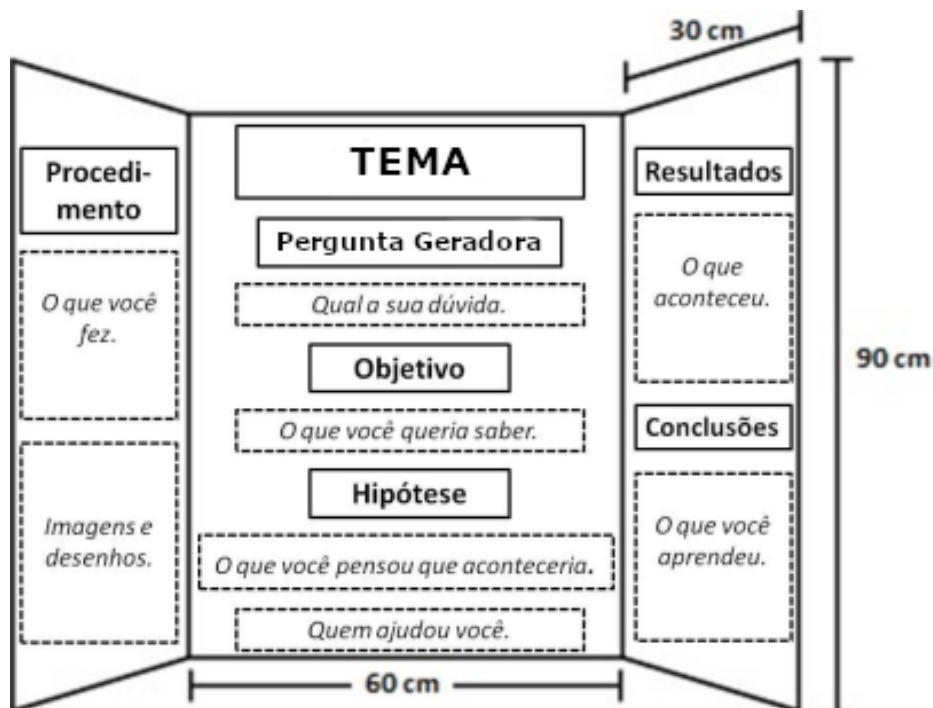 30 cm
Procedi-
mento
O que você
fez.
Imagens e
desenhos.
TEMA
Pergunta Geradora
Qual a sua dúvida.
Objetivo
O que você queria saber.
Hipótese
O que você pensou que aconteceria.
Quem ajudou você.
Resultados
O que
aconteceu.
Conclusões
O que você
aprendeu.
90 cm
60 cm